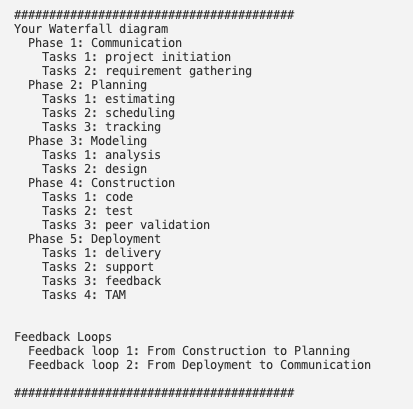 ########################################
Your Waterfall diagram
Phase 1: Communication
Tasks 1: project initiation
Tasks 2: requirement gathering
Phase 2: Planning
Tasks 1: estimating
Tasks 2: scheduling
Tasks 3: tracking
Phase 3: Modeling
Tasks 1: analysis
Tasks 2: design
Phase 4: Construction
Tasks 1: code
Tasks 2: test
Tasks 3: peer validation
Phase 5: Deployment
Tasks 1: delivery
Tasks 2: support
Tasks 3: feedback
Tasks 4: TAM
Feedback Loops
Feedback loop 1: From Construction to Planning
Feedback loop 2: From Deployment to Communication
########################################